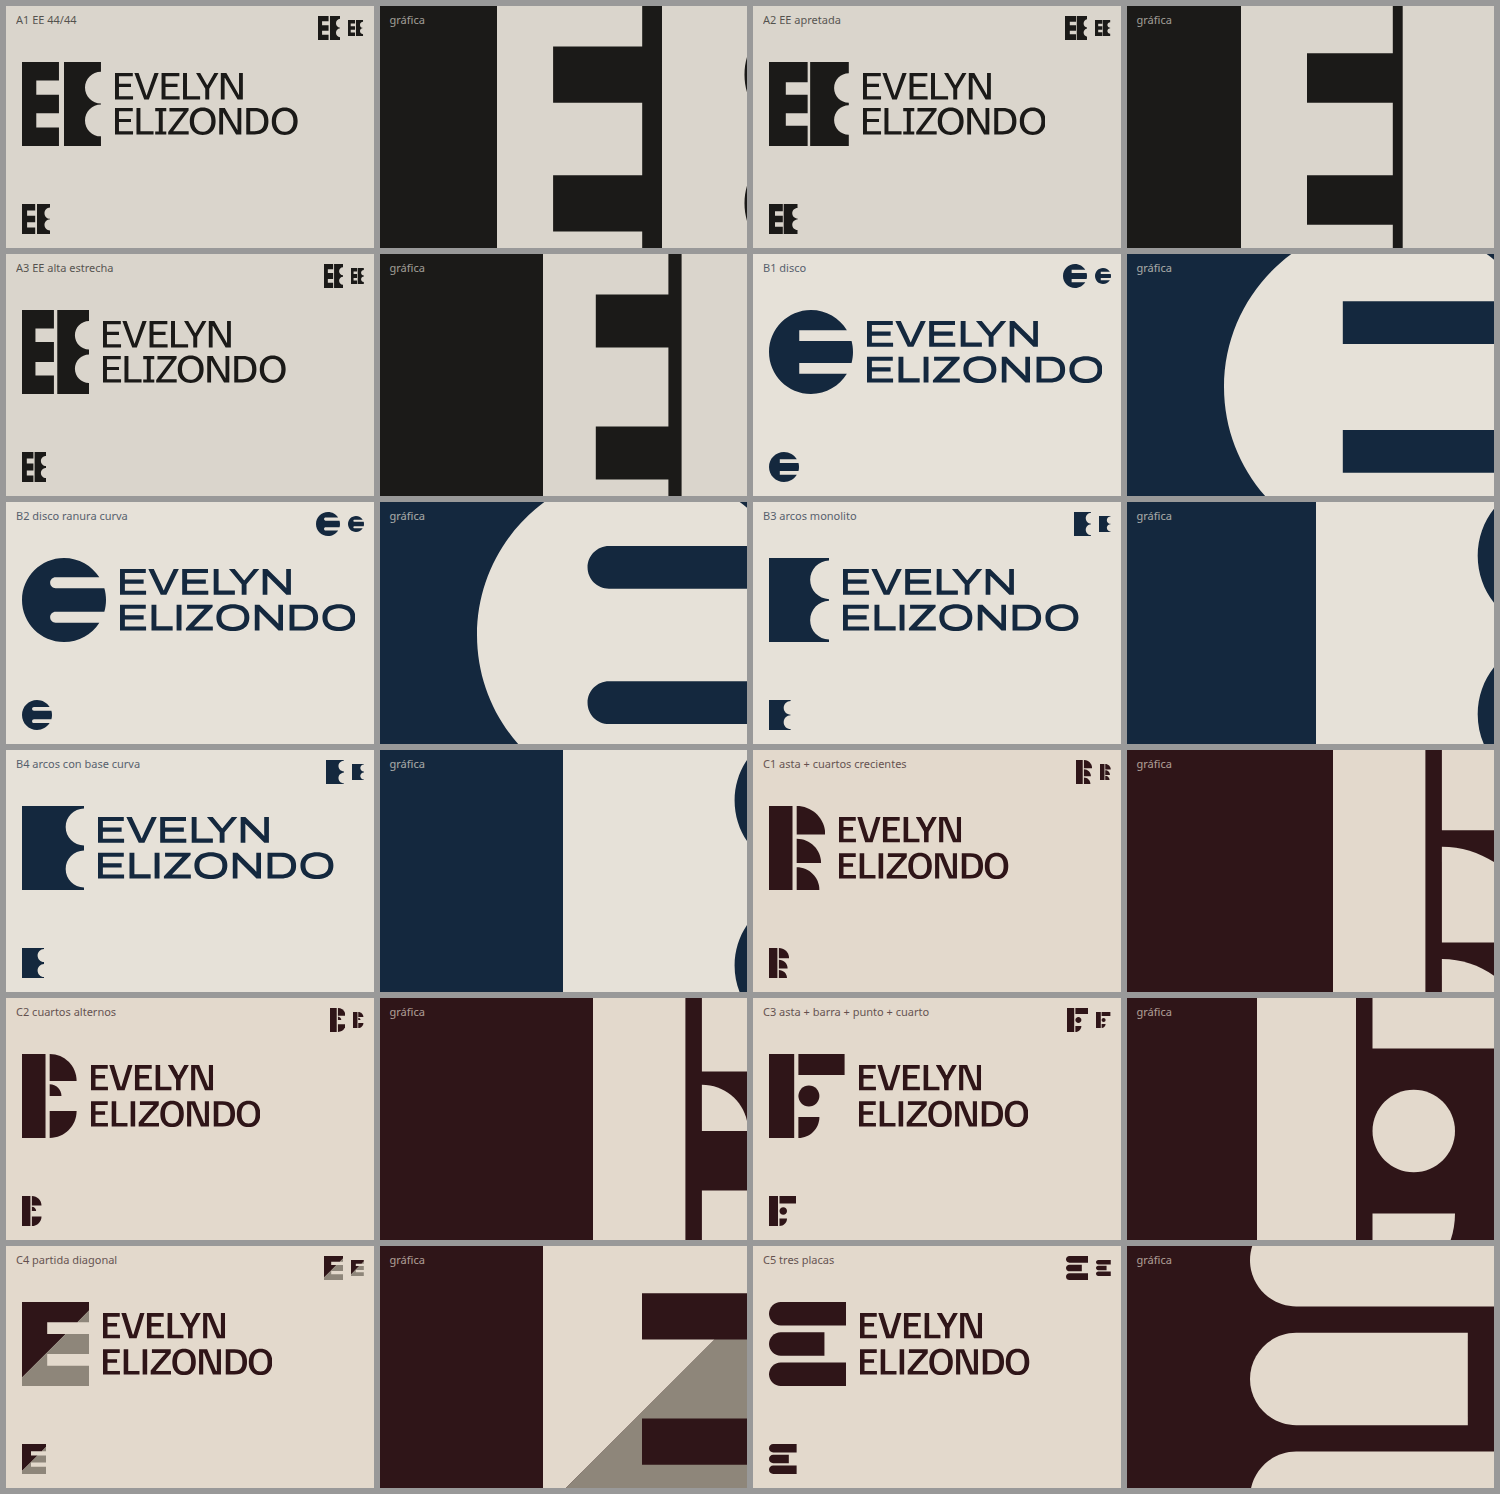 A1 EE 44/44
EVELYN
ELIZONDO
gráfica
A2 EE apretada
EVELYN
ELIZONDO
gráfica
A3 EE alta estrecha
EVELYN
ELIZONDO
gráfica
B1 disco
EVELYN
ELIZONDO
gráfica
B2 disco ranura curva
EVELYN
ELIZONDO
gráfica
B3 arcos monolito
EVELYN
ELIZONDO
gráfica
B4 arcos con base curva
EVELYN
ELIZONDO
gráfica
C1 asta + cuartos crecientes
EVELYN
ELIZONDO
gráfica
C2 cuartos alternos
EVELYN
ELIZONDO
gráfica
C3 asta + barra + punto + cuarto
EVELYN
ELIZONDO
gráfica
C4 partida diagonal
EVELYN
ELIZONDO
gráfica
C5 tres placas
EVELYN
ELIZONDO
gráfica